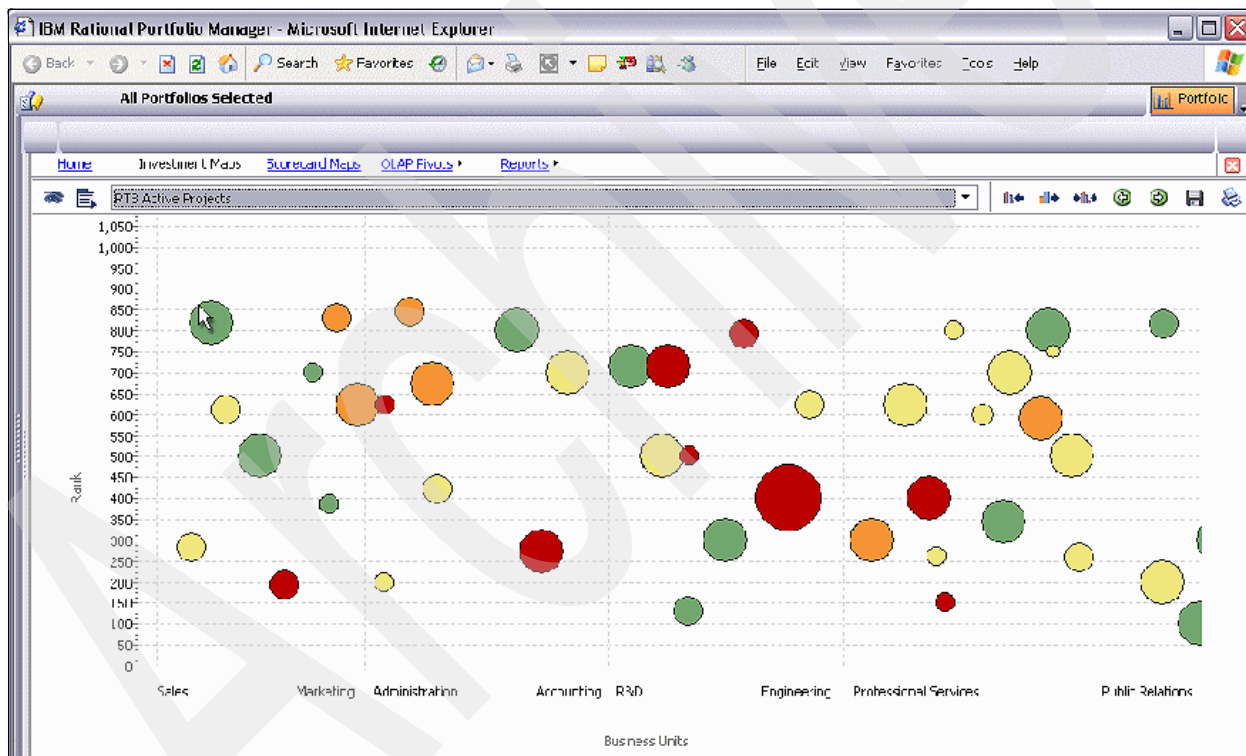 IBM Rational Portfolio Manager - Microsoft Internet Explorer
Back Search Favorites File Edit View Favorites Tools Help
All Portfolios Selected Portfolio
Home Investment Maps Scorecard Maps OLAP Pivots Reports
RTB Active Projects
1,050
1,000
950
900
850
800
750
700
650
600
550
500
450
400
350
300
250
200
150
100
50
0
Rank
Sales Marketing Administration Accounting R&D Engineering Professional Services Public Relations
Business Units